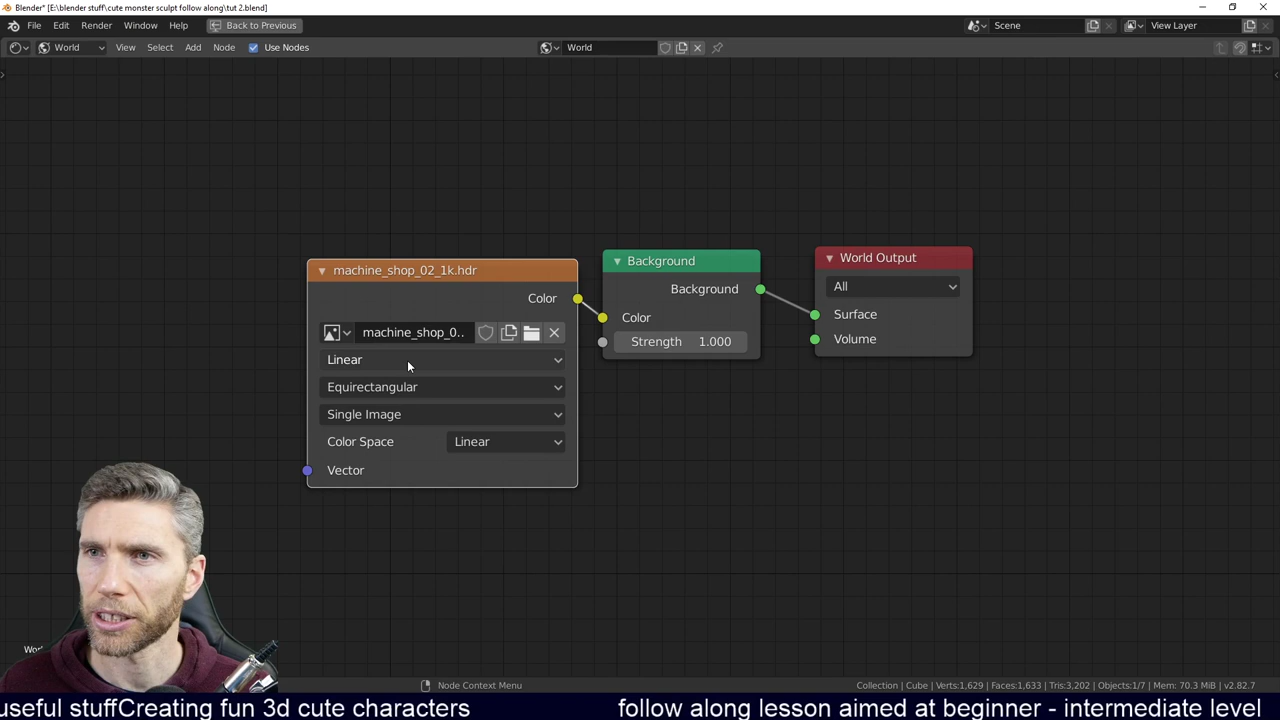 Blender* [E:\blender stuff\cute monster sculpt follow along\tut 2.blend]
File Edit Render Window Help Back to Previous Scene View Layer
World View Select Add Node Use Nodes World
machine_shop_02_1k.hdr
Color
machine_shop_0..
Linear
Equirectangular
Single Image
Color Space Linear
Vector
Background
Background
Color
Strength 1.000
World Output
All
Surface
Volume
Node Context Menu
Collection | Cube | Verts:1,629 | Faces:1,633 | Tris:3,202 | Objects:1/7 | Mem: 70.3 MiB | v2.82.7
useful stuffCreating fun 3d cute characters
follow along lesson aimed at beginner - intermediate level